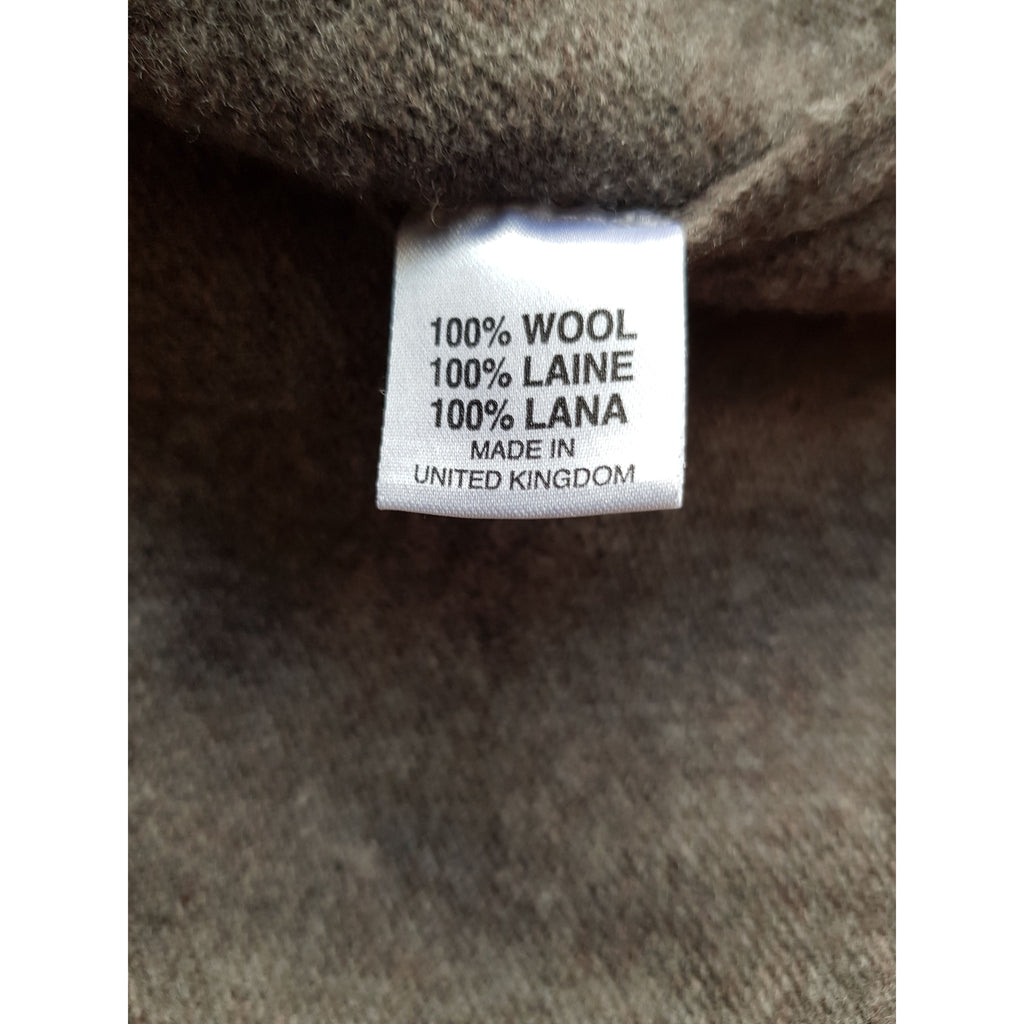 100% WOOL
100% LAINE
100% LANA
MADE IN
UNITED KINGDOM